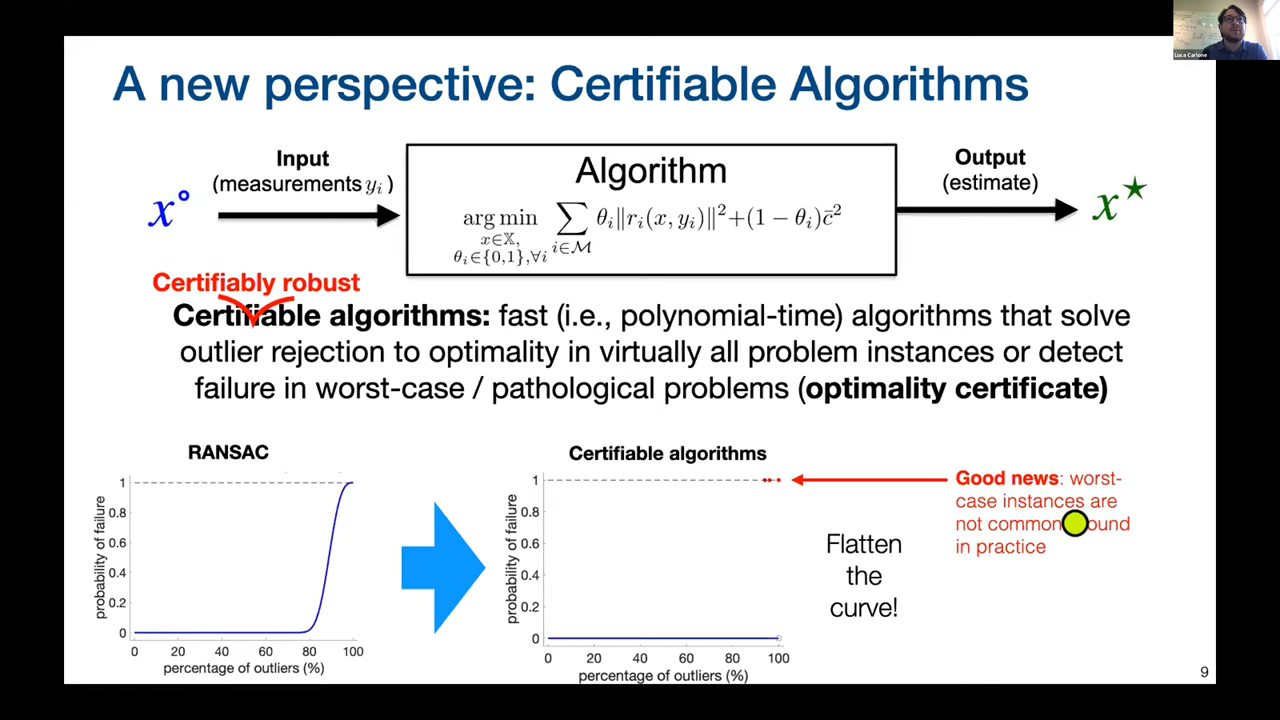 Luca Carlone
A new perspective: Certifiable Algorithms
Input
(measurements yᵢ)
x°
Algorithm
arg min ∑ θᵢ‖rᵢ(x, yᵢ)‖²+(1 − θᵢ)c̄²
x∈𝕏,
θᵢ∈{0,1},∀i i∈ℳ
Output
(estimate)
x★
Certifiably robust
Certifiable algorithms: fast (i.e., polynomial-time) algorithms that solve
outlier rejection to optimality in virtually all problem instances or detect
failure in worst-case / pathological problems (optimality certificate)
RANSAC
probability of failure
1
0.8
0.6
0.4
0.2
0
0 20 40 60 80 100
percentage of outliers (%)
Certifiable algorithms
probability of failure
1
0.8
0.6
0.4
0.2
0
0 20 40 60 80 100
percentage of outliers (%)
Flatten
the
curve!
Good news: worst-
case instances are
not common
in practice
9